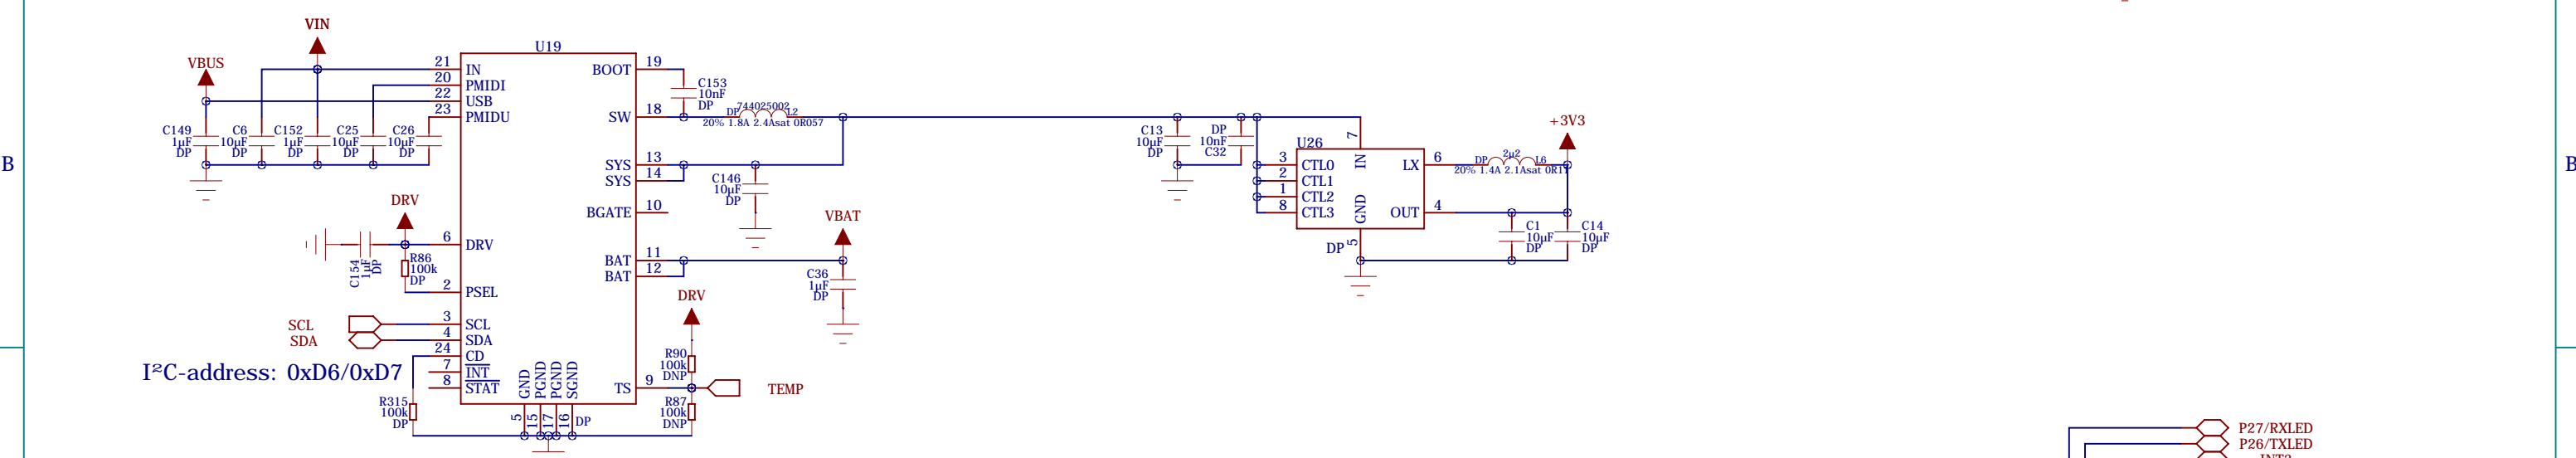 VIN
VBUS
U19
21 IN
20 PMIDI
22 USB
23 PMIDU
C149
1µF
DP
C6
10µF
DP
C152
1µF
DP
C25
10µF
DP
C26
10µF
DP
DRV
6 DRV
C154
1µF
DP
R86
100k
DP
2 PSEL
SCL 3 SCL
SDA 4 SDA
24 CD
7 INT
8 STAT
I²C-address: 0xD6/0xD7
R315
100k
DP
GND PGND PGND SGND
5 15 17 16 DP
BOOT 19
C153
10nF
DP
SW 18
DP 744025002 L2
20% 1.8A 2.4Asat 0R057
SYS 13
SYS 14
C146
10µF
DP
BGATE 10
VBAT
BAT 11
BAT 12
C36
1µF
DP
DRV
R90
100k
DNP
TS 9
TEMP
R87
100k
DNP
C13
10µF
DP
DP
10nF
C32
U26
3 CTL0
2 CTL1
1 CTL2
8 CTL3
7 IN
GND
DP 5
LX 6
OUT 4
DP 2µ2 L6
20% 1.4A 2.1Asat
+3V3
C1
10µF
DP
C14
10µF
DP
B
B
P27/RXLED
P26/TXLED